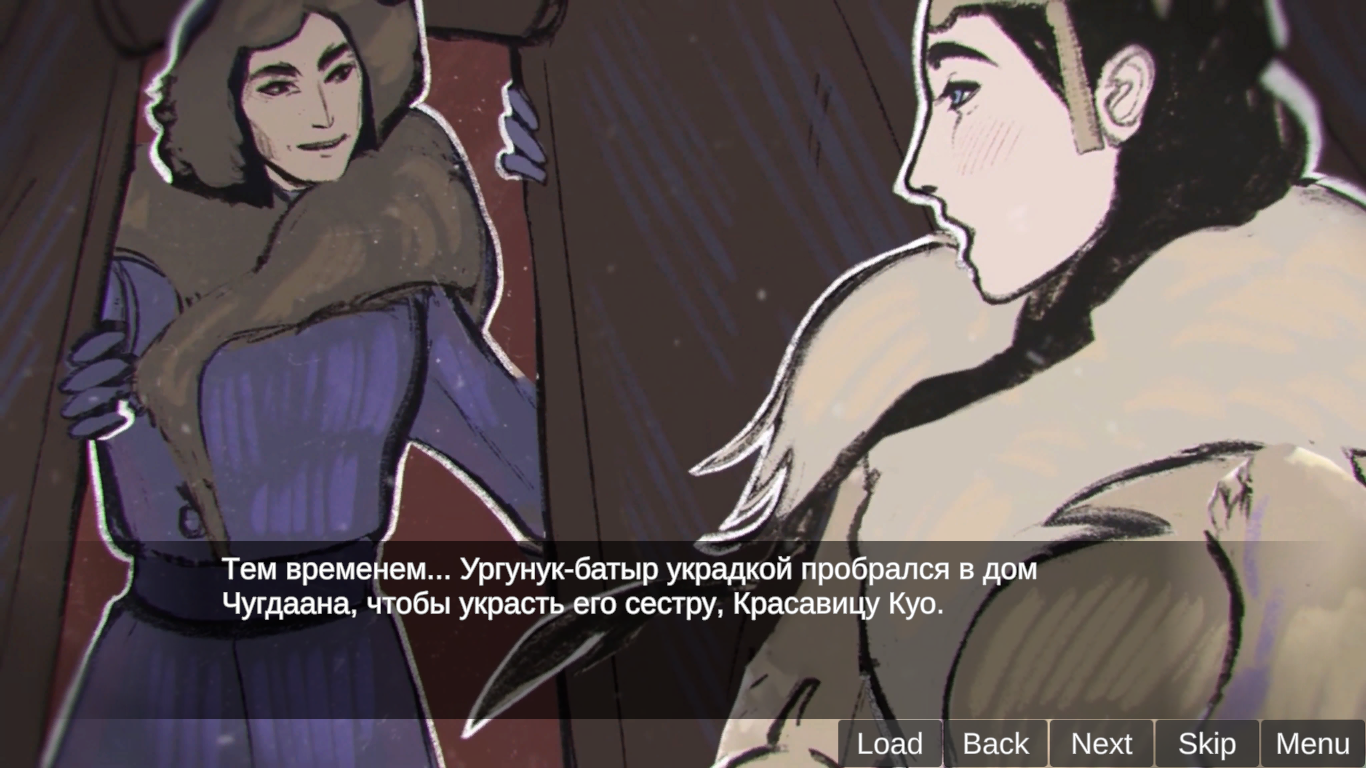 Тем временем... Ургунук-батыр украдкой пробрался в дом
Чугдаана, чтобы украсть его сестру, Красавицу Куо.
Load Back Next Skip Menu